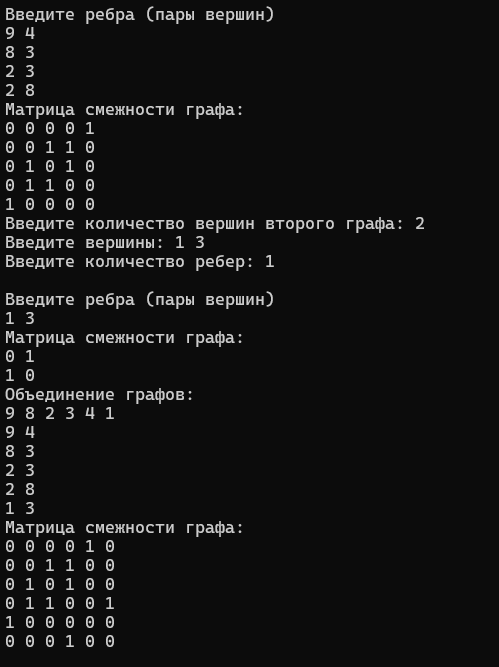 Введите ребра (пары вершин)
9 4
8 3
2 3
2 8
Матрица смежности графа:
0 0 0 0 1
0 0 1 1 0
0 1 0 1 0
0 1 1 0 0
1 0 0 0 0
Введите количество вершин второго графа: 2
Введите вершины: 1 3
Введите количество ребер: 1
Введите ребра (пары вершин)
1 3
Матрица смежности графа:
0 1
1 0
Объединение графов:
9 8 2 3 4 1
9 4
8 3
2 3
2 8
1 3
Матрица смежности графа:
0 0 0 0 1 0
0 0 1 1 0 0
0 1 0 1 0 0
0 1 1 0 0 1
1 0 0 0 0 0
0 0 0 1 0 0